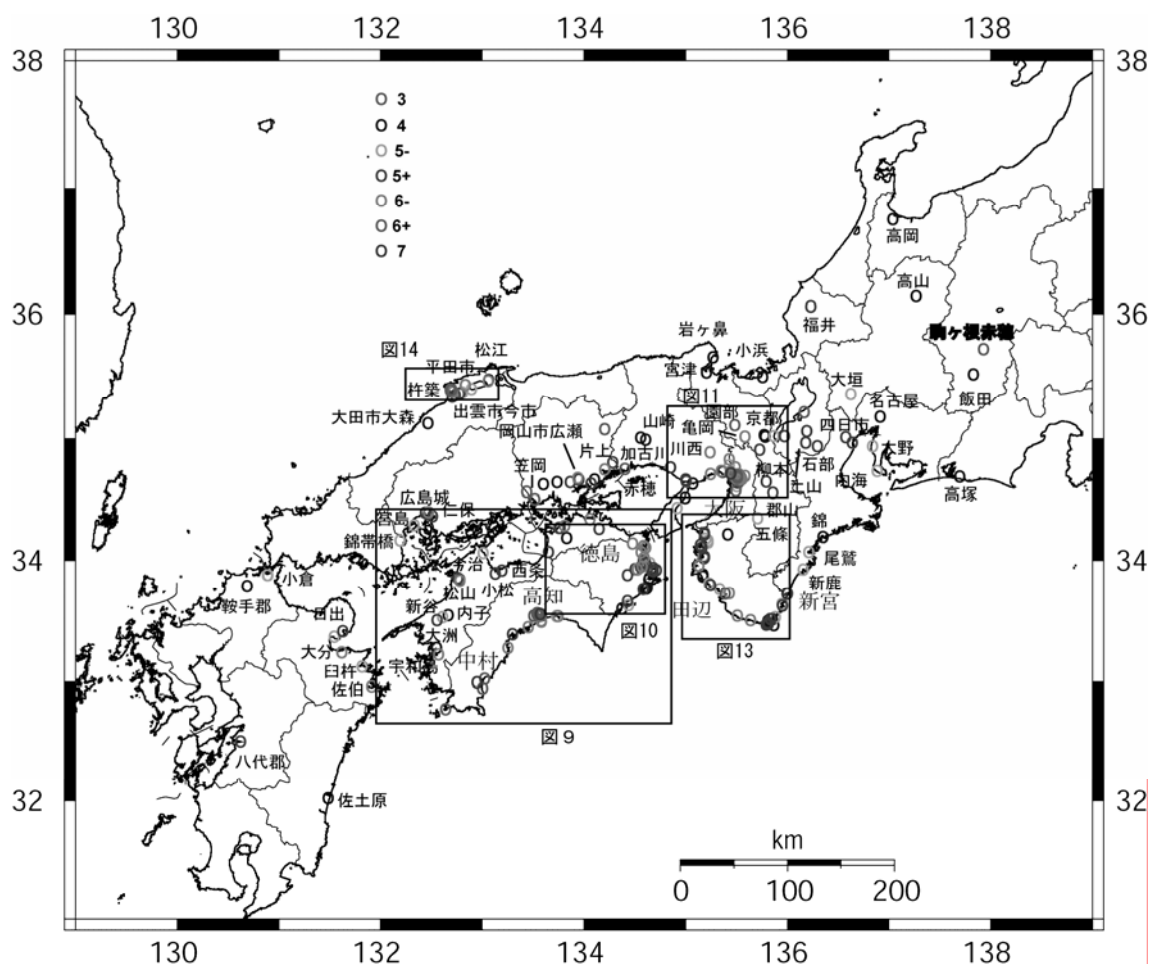 130 132 134 136 138
38 38
3
4
5-
5+
6-
6+
7
高岡
高山
36 36
福井
駒ヶ根赤穂
岩ヶ鼻
小浜
松江
図14
平田市
宮津
大垣
飯田
杵築
図11
名古屋
園部
京都
出雲市今市
大田市大森
山崎
亀岡
四日市
岡山市広瀬
片上
加古川
川西
大野
笠岡
柳本
石部
内海
赤穂
土山
高塚
広島城
仁保
大阪
郡山
宮島
五條
錦
錦帯橋
徳島
34 34
今治
尾鷲
小倉
西条
松山
小松
新鹿
鞍手郡
高知
新宮
新谷
内子
日出
田辺
大洲
図10
図13
大分
臼杵
宇和島
中村
佐伯
図９
八代郡
32 32
佐土原
km
0 100 200
130 132 134 136 138